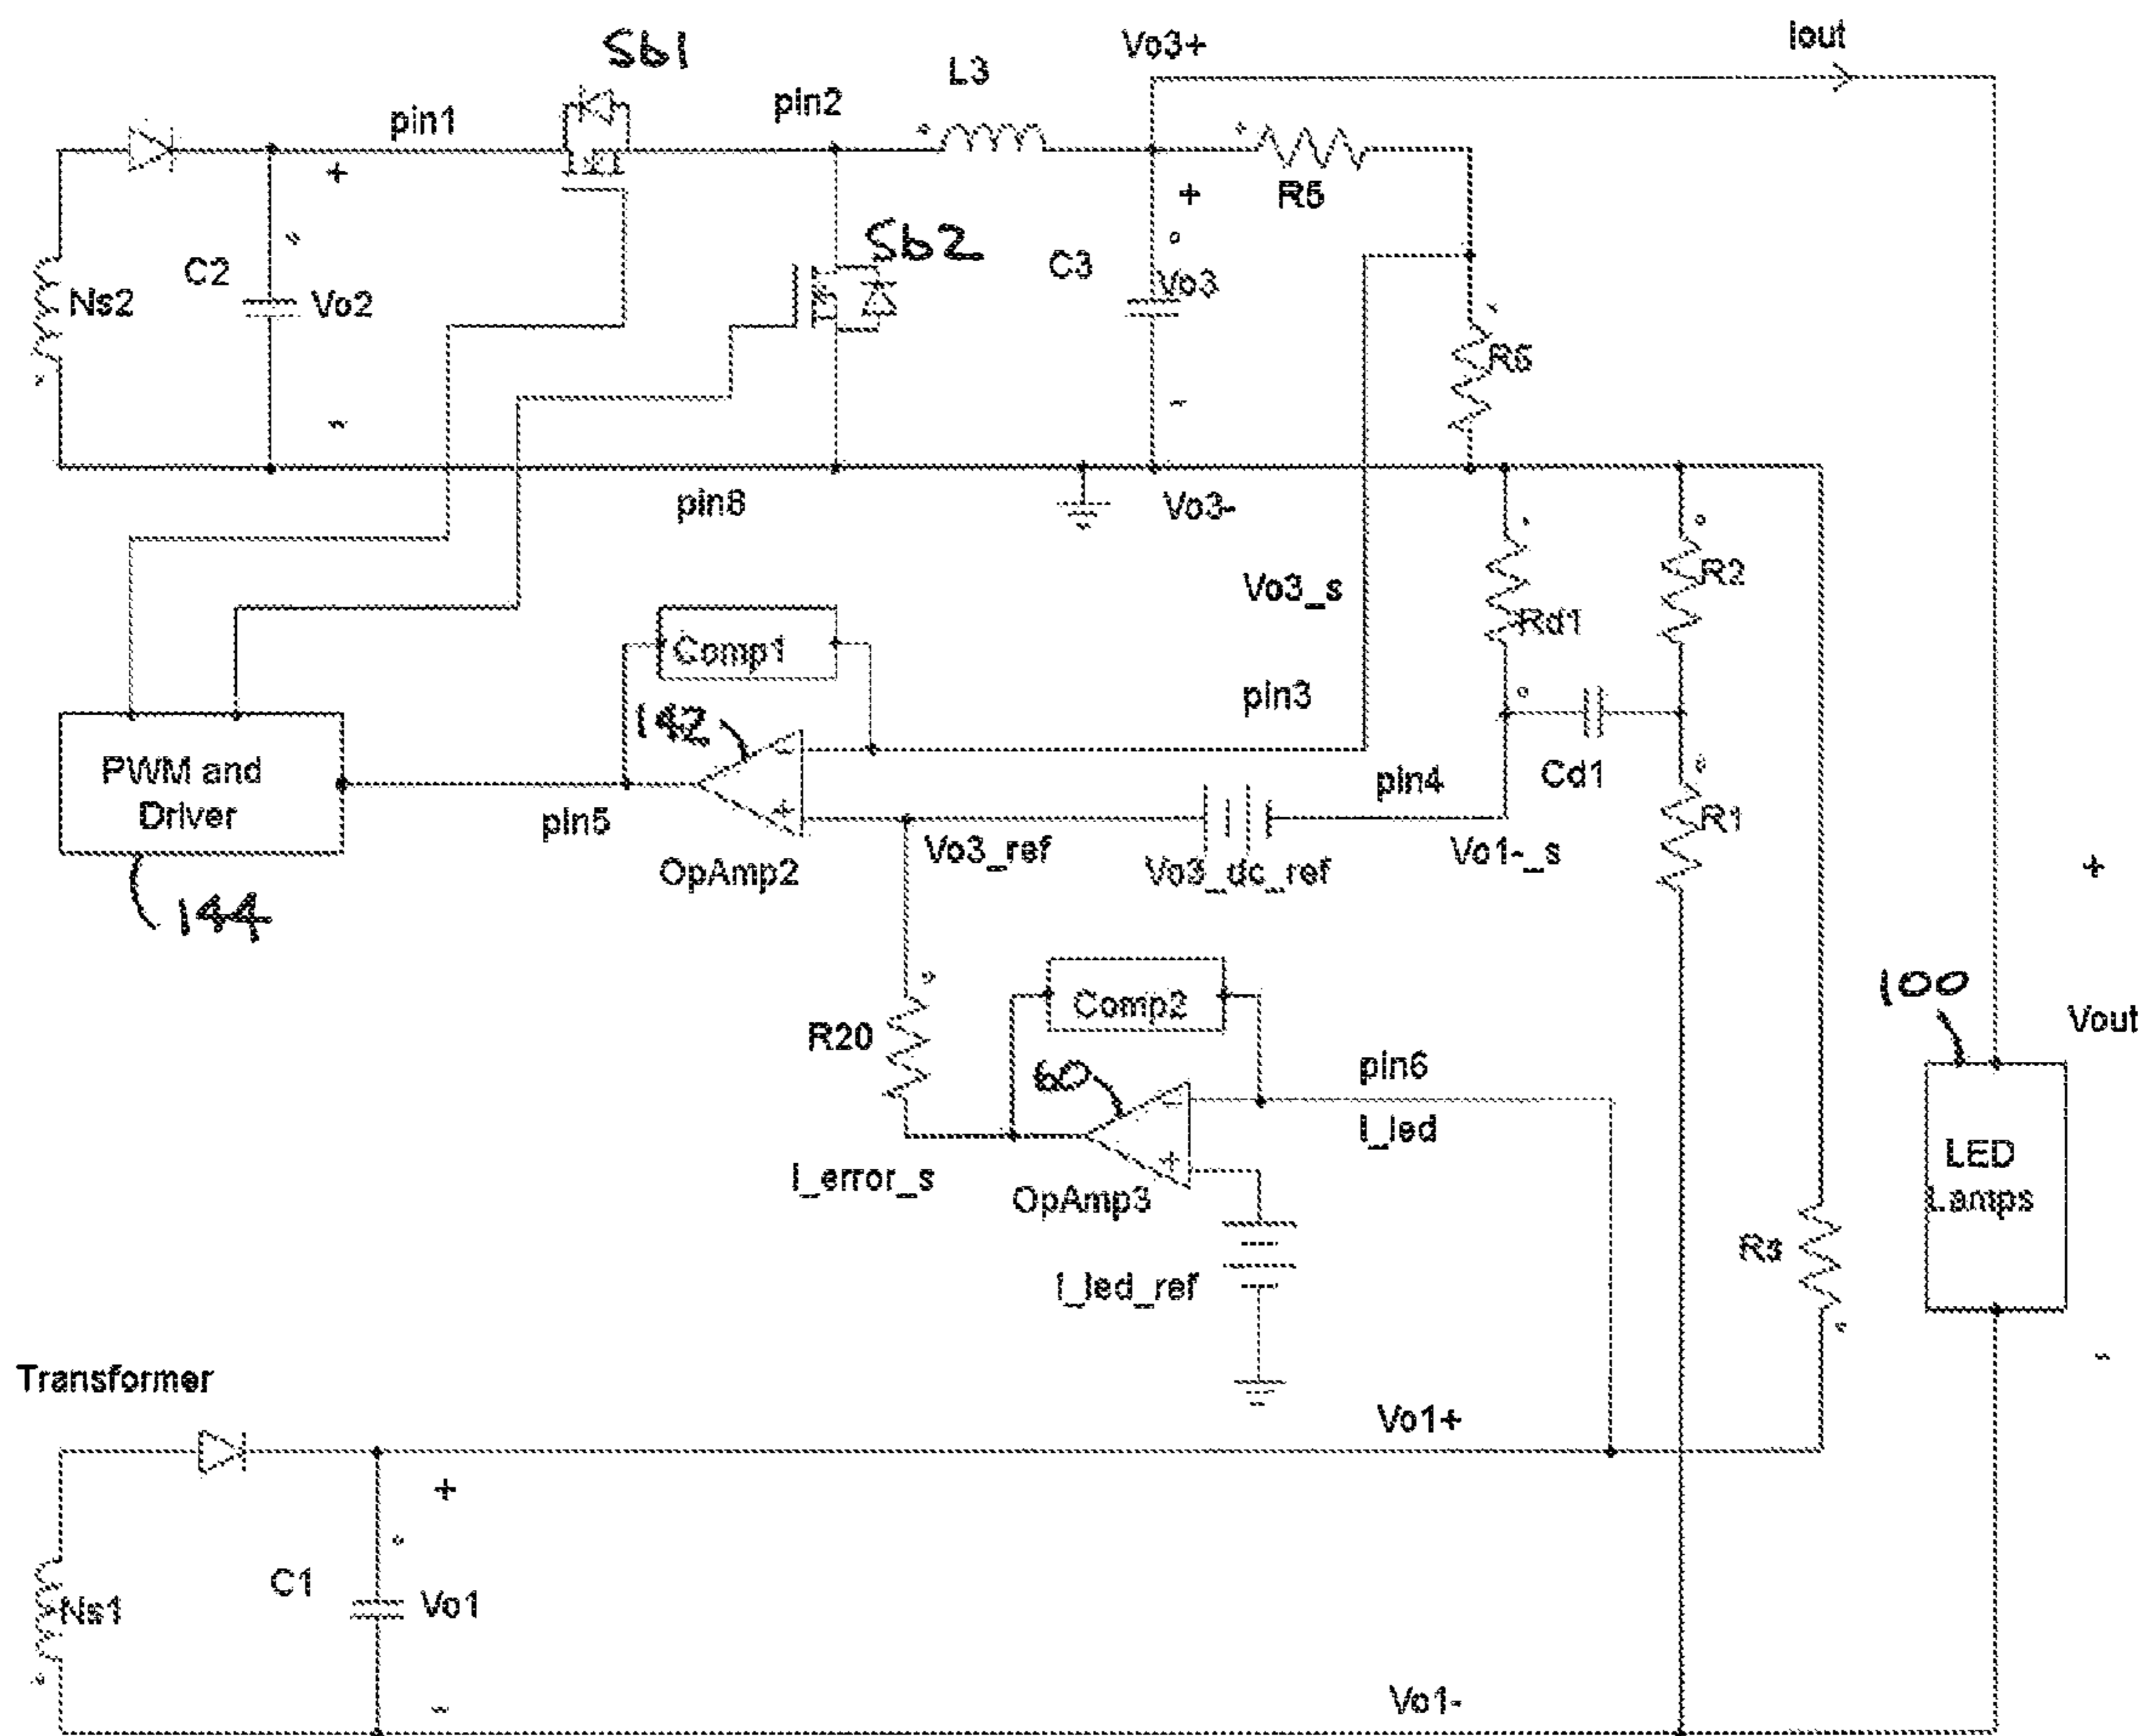 Sb1
Vo3+
Iout
L3
pin1
pin2
+
+
R5
Sb2
C2
Ns2
Vo2
C3
Vo3
R6
-
-
pin8
Vo3-
Vo3_s
R2
Rd1
Comp1
142
pin3
PWM and
Driver
pin5
-
+
pin4
Cd1
R1
OpAmp2
Vo3_ref
Vo3_dc_ref
Vo1-_s
+
144
100
Vout
Comp2
R20
60
pin6
I_led
-
+
LED
Lamps
I_error_s
OpAmp3
Rs
I_led_ref
-
Transformer
Vo1+
+
C1
Ns1
Vo1
-
Vo1-